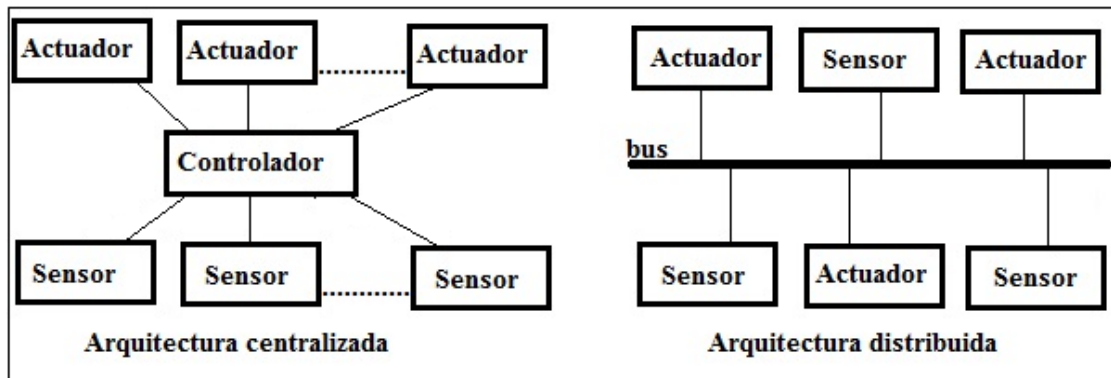 Actuador
Actuador
Actuador
Controlador
Sensor
Sensor
Sensor
Arquitectura centralizada
Actuador
Sensor
Actuador
bus
Sensor
Actuador
Sensor
Arquitectura distribuida